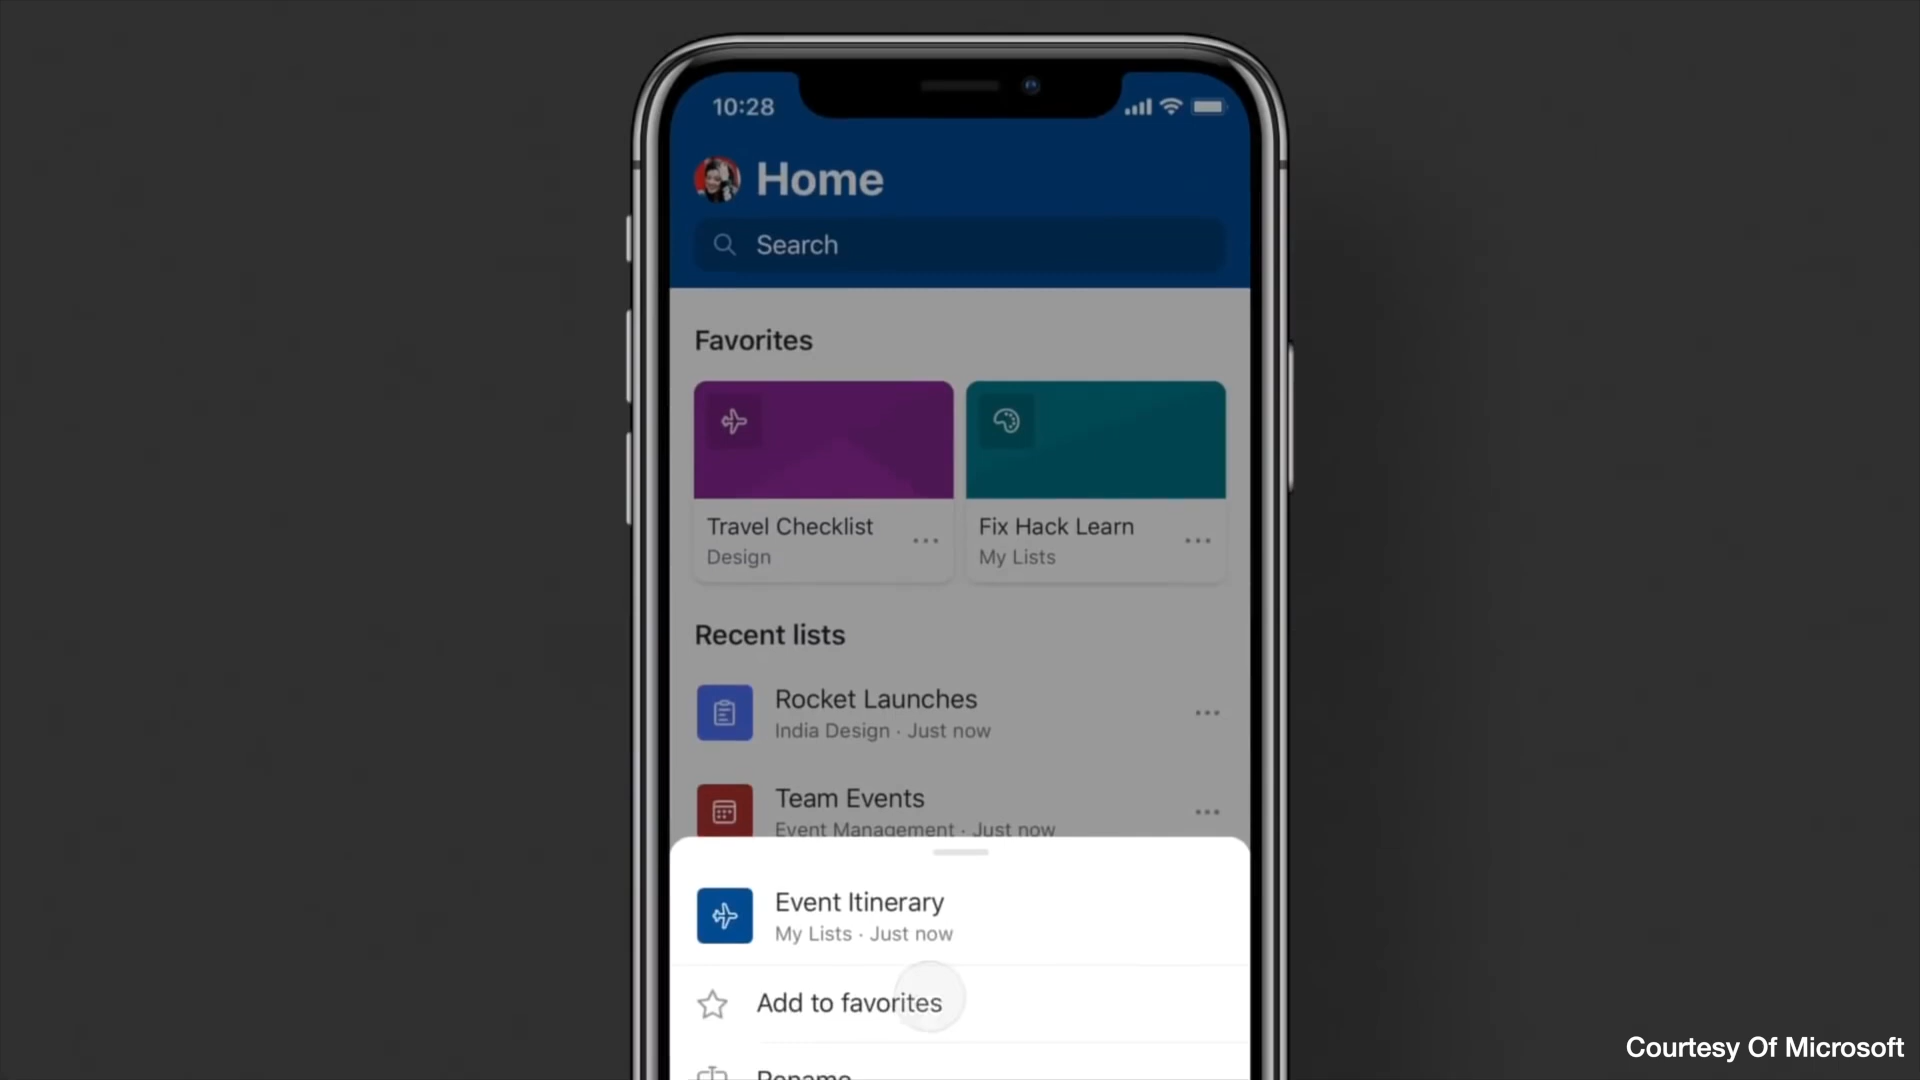 10:28
Home
Search
Favorites
Travel Checklist
Design
Fix Hack Learn
My Lists
Recent lists
Rocket Launches
India Design · Just now
Team Events
Event Management · Just now
Event Itinerary
My Lists · Just now
Add to favorites
Rename
Courtesy Of Microsoft